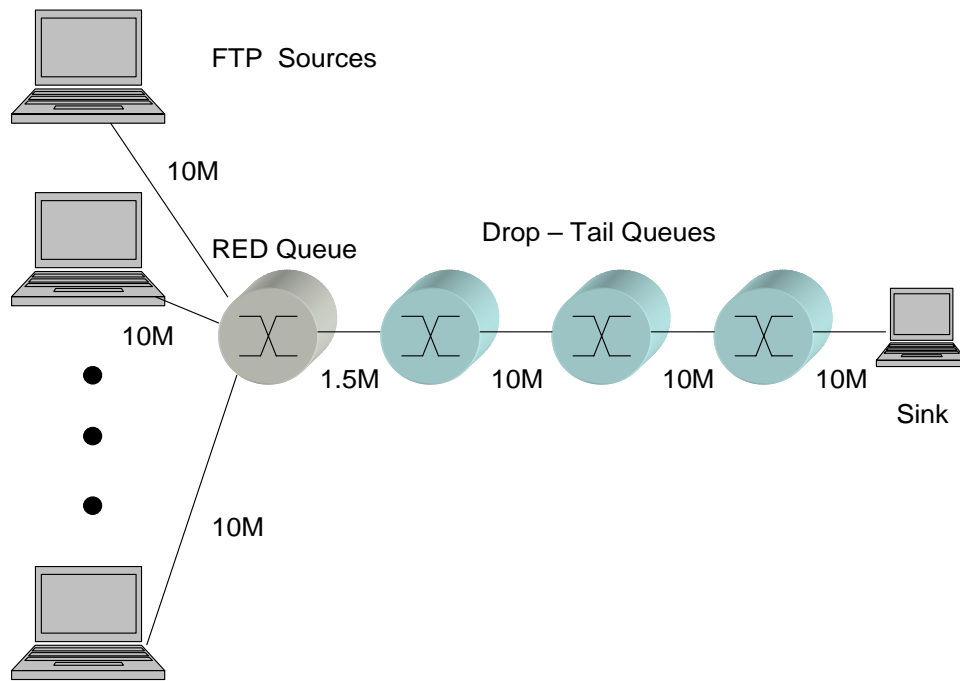 FTP Sources
10M
RED Queue
Drop – Tail Queues
10M
1.5M
10M
10M
10M
Sink
10M